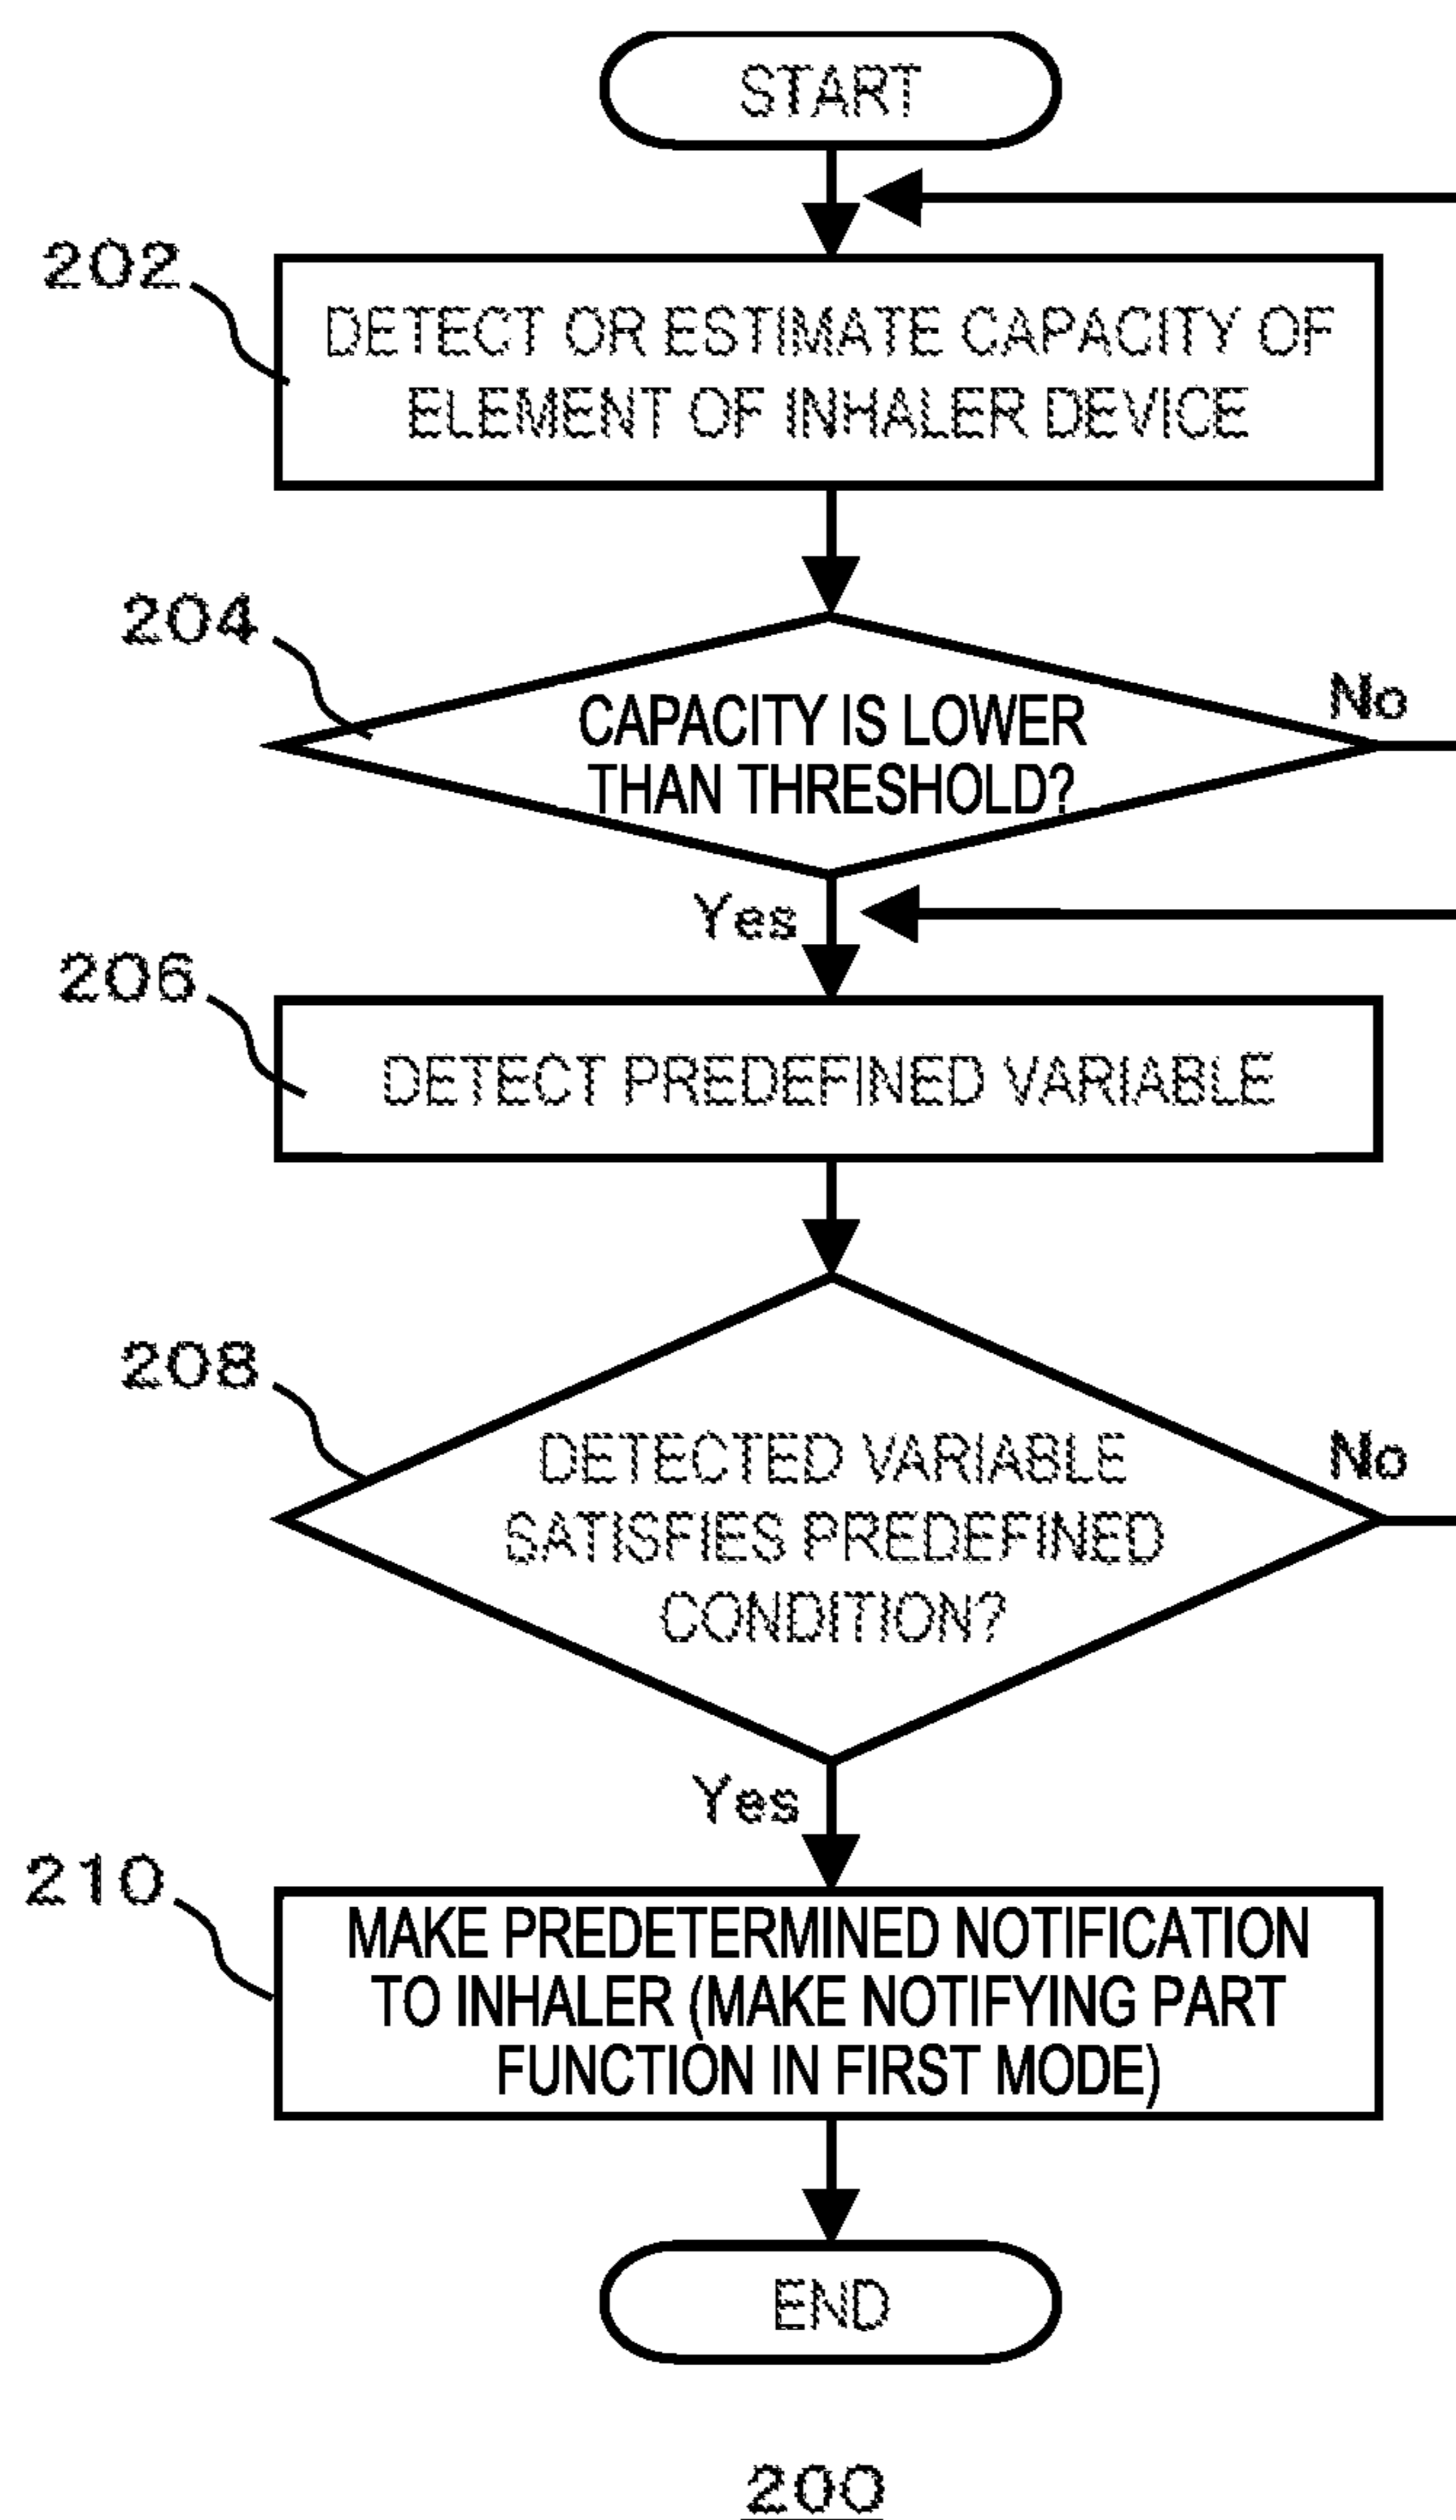 START
202
DETECT OR ESTIMATE CAPACITY OF
ELEMENT OF INHALER DEVICE
204
CAPACITY IS LOWER
THAN THRESHOLD?
No
Yes
206
DETECT PREDEFINED VARIABLE
208
DETECTED VARIABLE
SATISFIES PREDEFINED
CONDITION?
No
Yes
210
MAKE PREDETERMINED NOTIFICATION
TO INHALER (MAKE NOTIFYING PART
FUNCTION IN FIRST MODE)
END
200